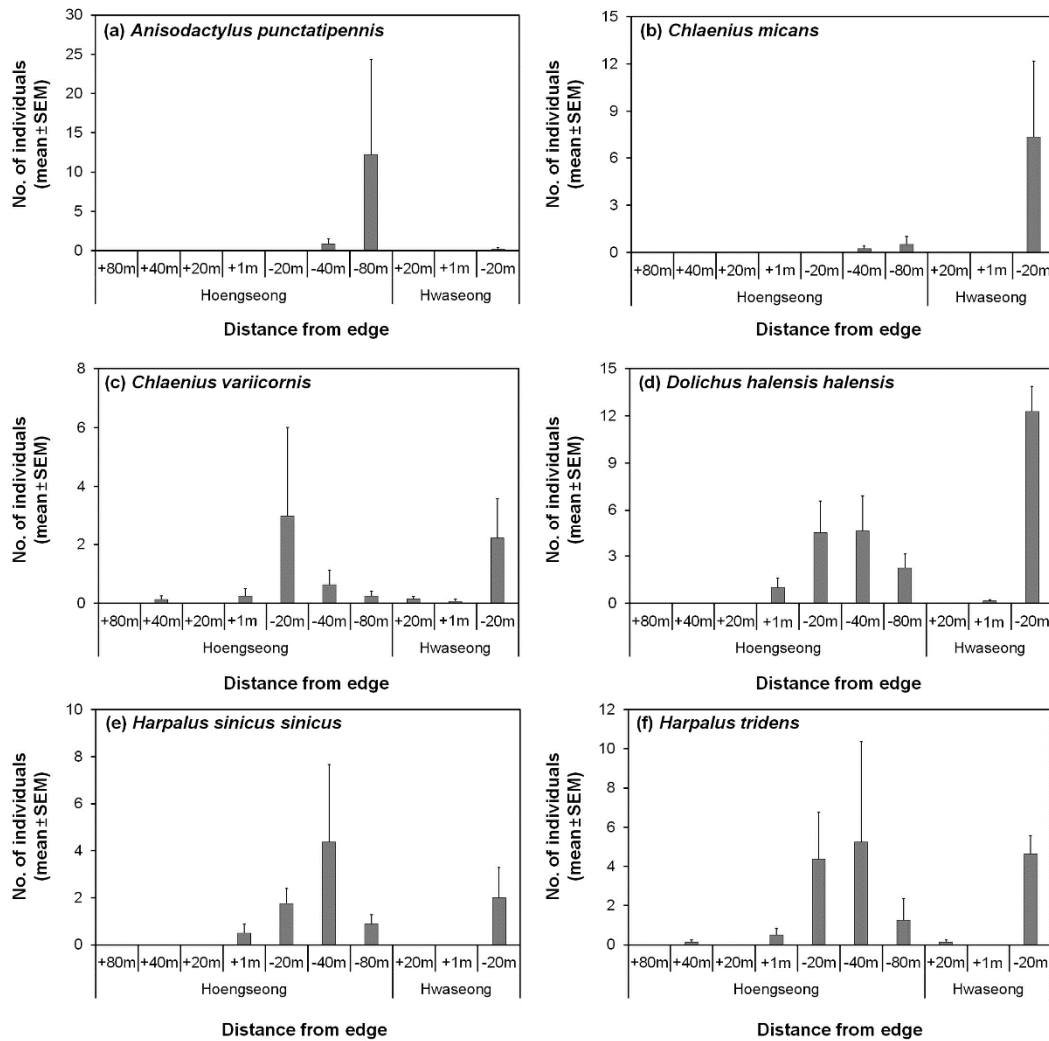 (a) Anisodactylus punctatipennis
No. of individuals
(mean±SEM)
30
25
20
15
10
5
0
+80m +40m +20m +1m -20m -40m -80m +20m +1m -20m
Hoengseong Hwaseong
Distance from edge
(b) Chlaenius micans
No. of individuals
(mean±SEM)
15
12
9
6
3
0
+80m +40m +20m +1m -20m -40m -80m +20m +1m -20m
Hoengseong Hwaseong
Distance from edge
(c) Chlaenius variicornis
No. of individuals
(mean±SEM)
8
6
4
2
0
+80m +40m +20m +1m -20m -40m -80m +20m +1m -20m
Hoengseong Hwaseong
Distance from edge
(d) Dolichus halensis halensis
No. of individuals
(mean±SEM)
15
12
9
6
3
0
+80m +40m +20m +1m -20m -40m -80m +20m +1m -20m
Hoengseong Hwaseong
Distance from edge
(e) Harpalus sinicus sinicus
No. of individuals
(mean±SEM)
10
8
6
4
2
0
+80m +40m +20m +1m -20m -40m -80m +20m +1m -20m
Hoengseong Hwaseong
Distance from edge
(f) Harpalus tridens
No. of individuals
(mean±SEM)
12
10
8
6
4
2
0
+80m +40m +20m +1m -20m -40m -80m +20m +1m -20m
Hoengseong Hwaseong
Distance from edge